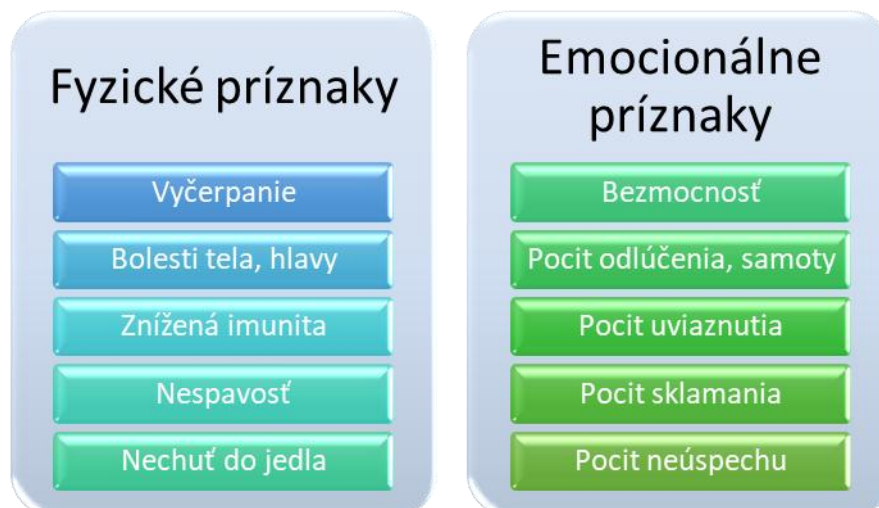 Fyzické príznaky
Vyčerpanie
Bolesti tela, hlavy
Znížená imunita
Nespavosť
Nechuť do jedla
Emocionálne
príznaky
Bezmocnosť
Pocit odlúčenia, samoty
Pocit uviaznutia
Pocit sklamania
Pocit neúspechu